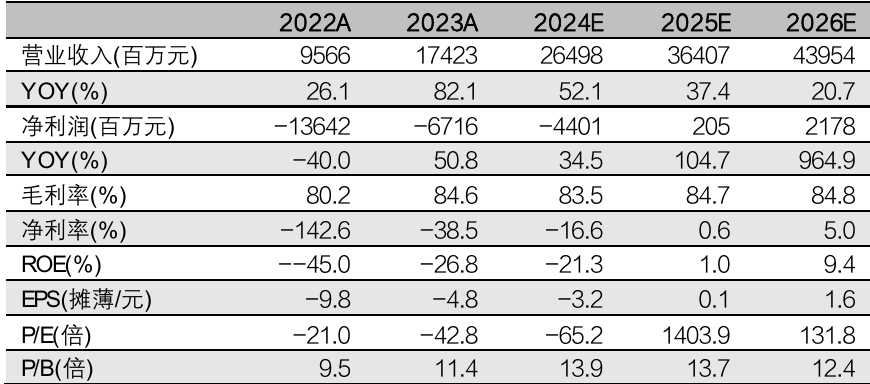 2022A 2023A 2024E 2025E 2026E
营业收入(百万元) 9566 17423 26498 36407 43954
YOY(%) 26.1 82.1 52.1 37.4 20.7
净利润(百万元) -13642 -6716 -4401 205 2178
YOY(%) -40.0 50.8 34.5 104.7 964.9
毛利率(%) 80.2 84.6 83.5 84.7 84.8
净利率(%) -142.6 -38.5 -16.6 0.6 5.0
ROE(%) --45.0 -26.8 -21.3 1.0 9.4
EPS(摊薄/元) -9.8 -4.8 -3.2 0.1 1.6
P/E(倍) -21.0 -42.8 -65.2 1403.9 131.8
P/B(倍) 9.5 11.4 13.9 13.7 12.4